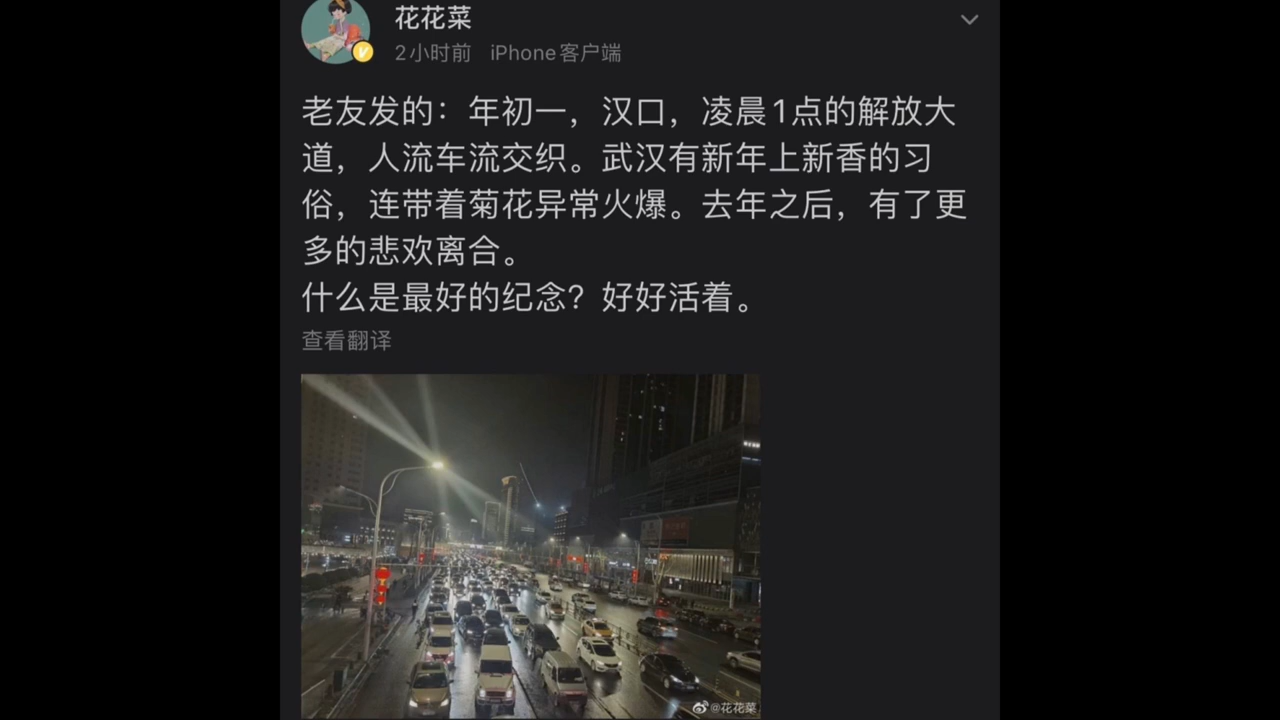 花花菜
2小时前 iPhone客户端
老友发的：年初一，汉口，凌晨1点的解放大
道，人流车流交织。武汉有新年上新香的习
俗，连带着菊花异常火爆。去年之后，有了更
多的悲欢离合。
什么是最好的纪念？好好活着。
查看翻译
@花花菜